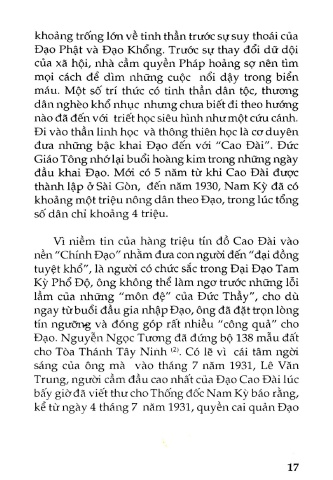 khoảng trống lớn về tinh thần trước sự suy thoái của
Đạo Phật và Đạo Khổng. Trước sự thay đổi dữ dội
của xã hội, nhà cầm quyền Pháp hoảng sợ nên tìm
mọi cách để dìm những cuộc nổi dậy trong biển
máu. Một số trí thức có tinh thần dân tộc, thương
dân nghèo khổ nhưng chưa biết đi theo hướng nào
nào đã đến với triết học siêu hình như một cứu cánh.
Đi vào thần linh học và thông thiên học là cơ duyên
đưa những bậc khai Đạo đến với "Cao Đài". Đức
Giáo Tông nhớ lại buổi hoàng kim trong những ngày
đầu khai Đạo. Mới có 5 năm từ khi Cao Đài được
thành lập ở Sài Gòn, đến năm 1930, Nam Kỳ đã có
khoảng một triệu nông dân theo Đạo, trong lúc tổng
số dân chỉ khoảng 4 triệu.
Vì niềm tin của hàng triệu tín đồ Cao Đài vào
nền "Chính Đạo" nhằm đưa con người đến "đại đồng
tuyệt khổ", là người có chức sắc trong Đại Đạo Tam
Kỳ Phổ Độ, ông không thể làm ngơ trước những lỗi
lầm của những "môn đệ" của Đức Thầy", cho dù
ngay từ buổi đầu gia nhập Đạo, ông đã đặt trọn lòng
tin ngưỡng và đóng góp rất nhiều "công quả" cho
Đạo. Nguyễn Ngọc Tương đã đứng bộ 138 mẫu đất
cho Tòa Thánh Tây Ninh (2). Có lẽ vì cái tâm ngời
sáng của ông mà vào tháng 7 năm 1931, Lê Văn
Trung, người cầm đầu cao nhất của Đạo Cao Đài lúc
bấy giờ đã viết thư cho Thống đốc Nam Kỳ báo rằng,
kể từ ngày 4 tháng 7 năm 1931, quyền cai quản Đạo
17